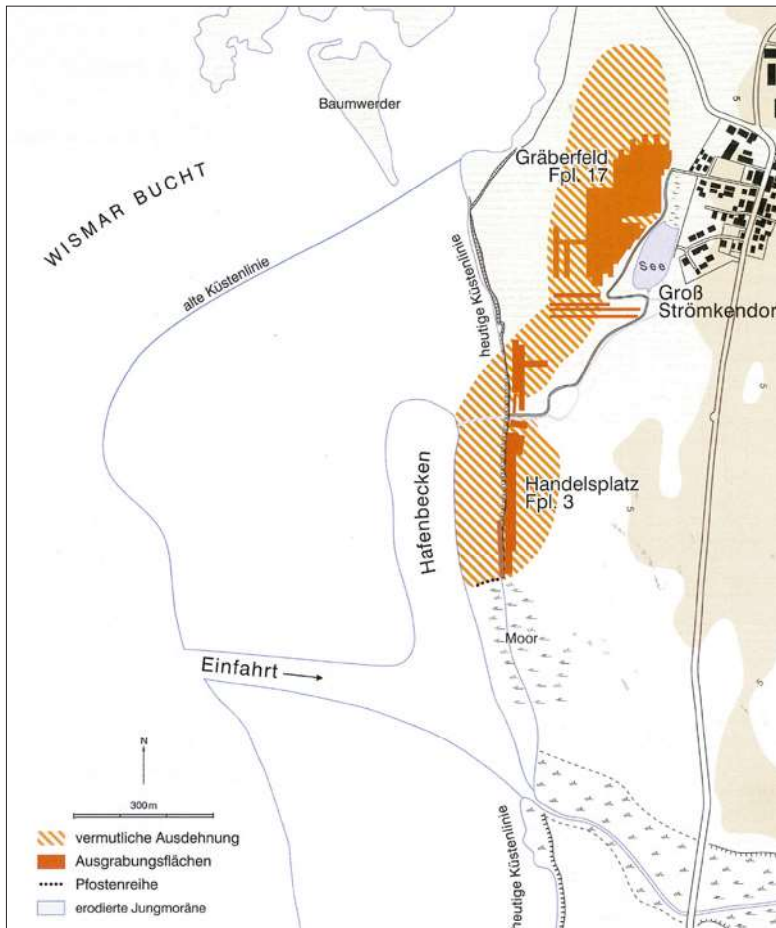 Baumwerder
WISMAR BUCHT
alte Küstenlinie
heutige Küstenlinie
Gräberfeld
Fpl. 17
5
See
Groß
Strömkendor
5
Hafenbecken
Handelsplatz
Fpl. 3
5
Moor
Einfahrt
5
N
300m
heutige Küstenlinie
vermutliche Ausdehnung
Ausgrabungsflächen
Pfostenreihe
erodierte Jungmoräne